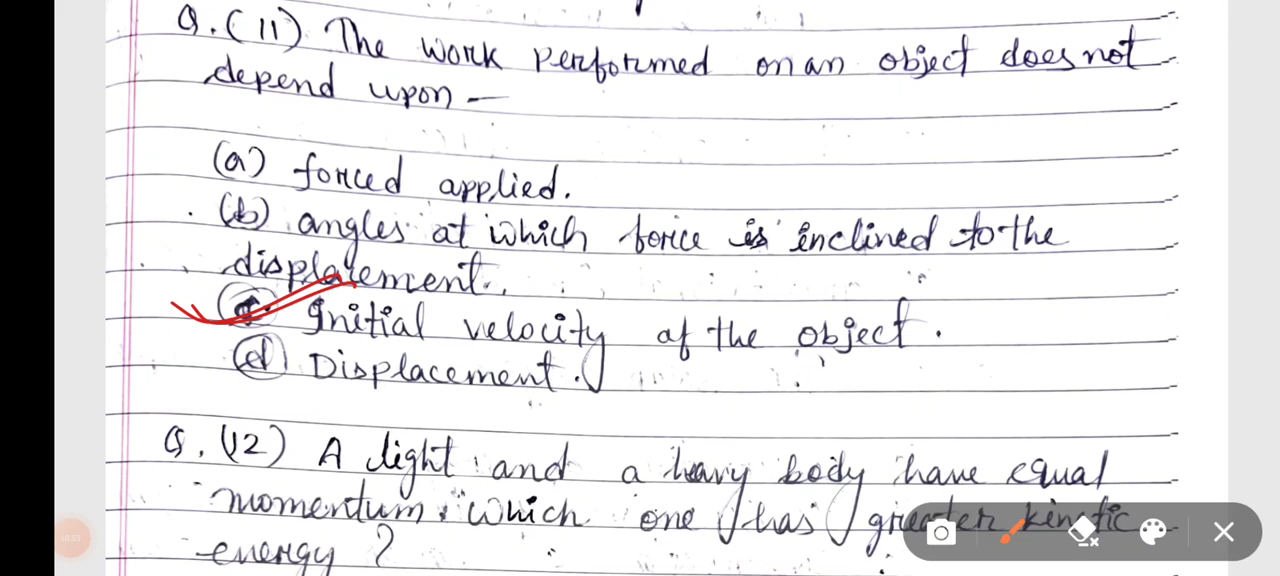 Q. (11) The work performed on an object does not
depend upon —
(a) forced applied.
(b) angles at which force is inclined to the
displacement.
(c) Initial velocity of the object.
(d) Displacement.
Q. (12) A light and a heavy body have equal
momentum. which one has greater kinetic
energy ?